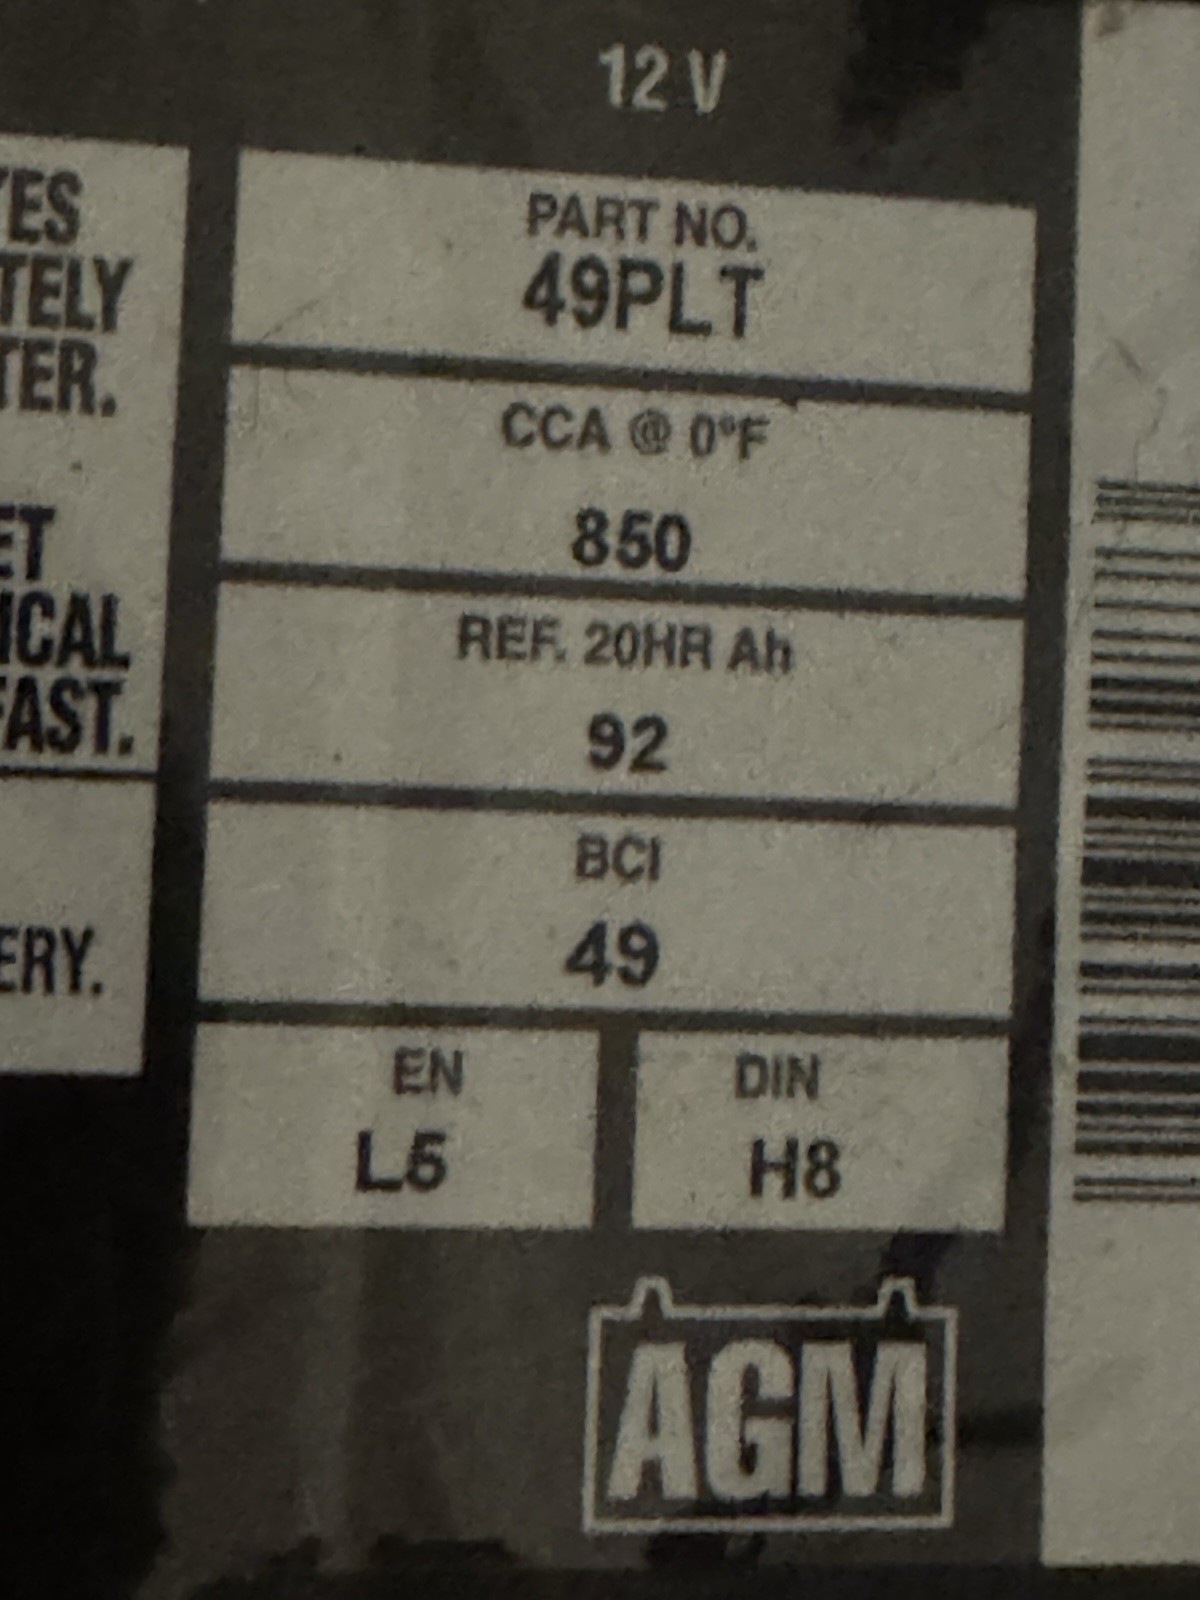 12 V
YES
TELY
TER.
ET
ICAL
FAST.
ERY.
PART NO.
49PLT
CCA @ 0°F
850
REF. 20HR Ah
92
BCI
49
EN
L5
DIN
H8
AGM